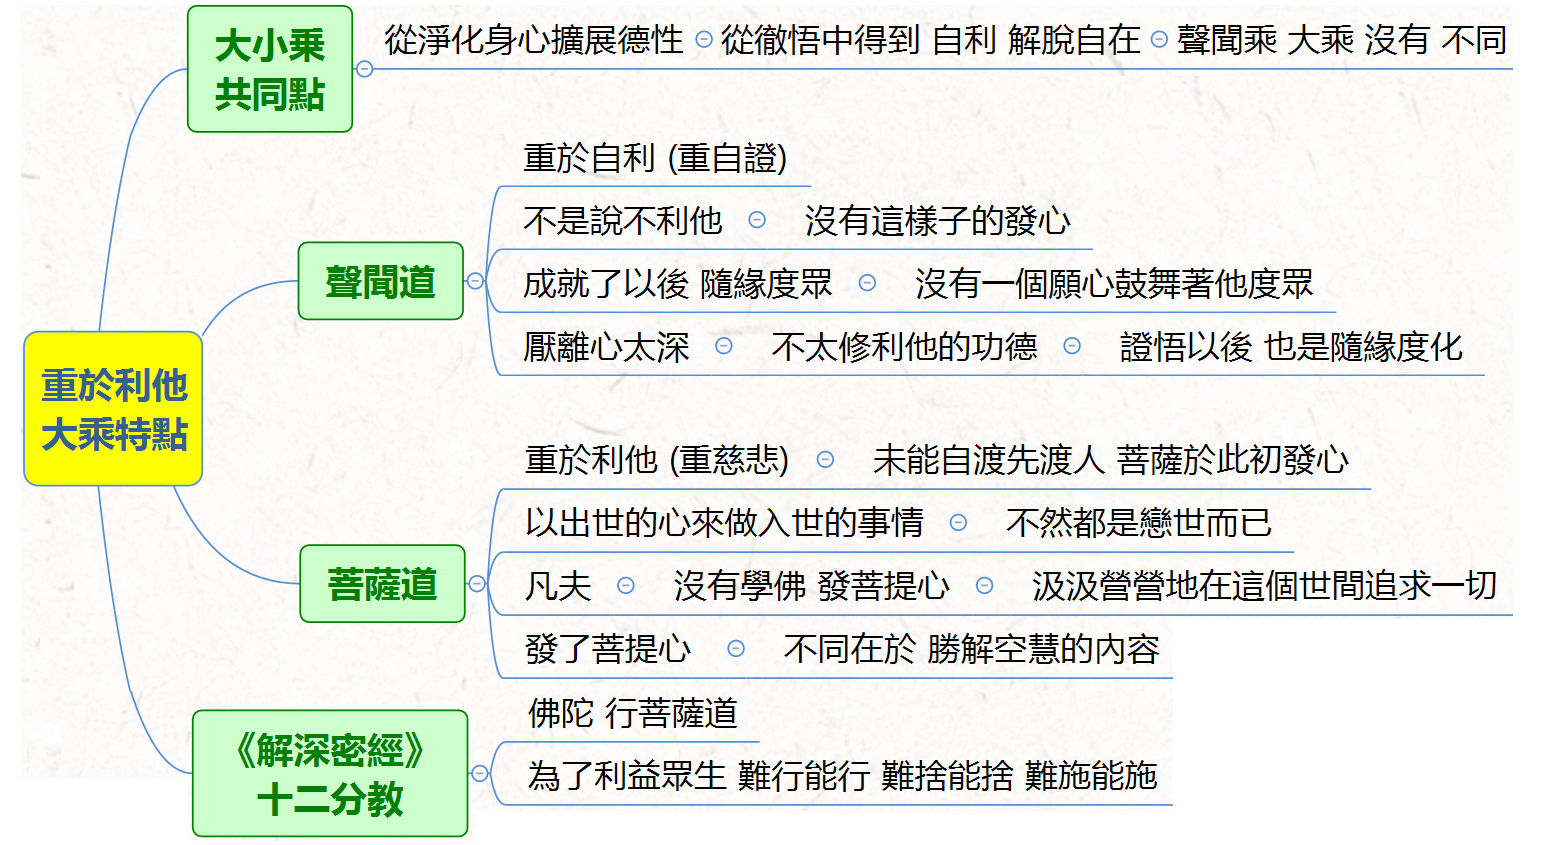 大小乘
共同點
從淨化身心擴展德性 從徹悟中得到 自利 解脫自在 聲聞乘 大乘 沒有 不同
重於利他
大乘特點
聲聞道
重於自利 (重自證)
不是說不利他 沒有這樣子的發心
成就了以後 隨緣度眾 沒有一個願心鼓舞著他度眾
厭離心太深 不太修利他的功德 證悟以後 也是隨緣度化
菩薩道
重於利他 (重慈悲) 未能自渡先渡人 菩薩於此初發心
以出世的心來做入世的事情 不然都是戀世而已
凡夫 沒有學佛 發菩提心 汲汲營營地在這個世間追求一切
發了菩提心 不同在於 勝解空慧的內容
《解深密經》
十二分教
佛陀 行菩薩道
為了利益眾生 難行能行 難捨能捨 難施能施